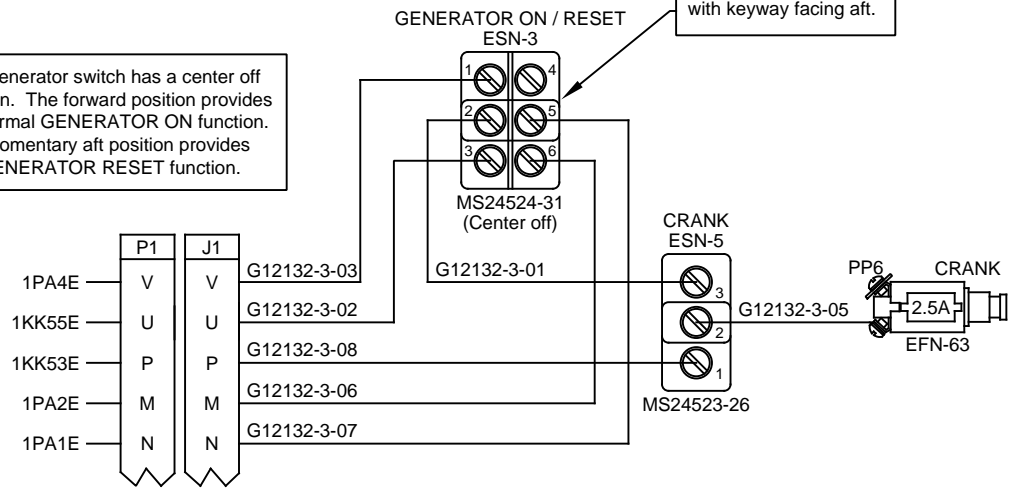 with keyway facing aft.
GENERATOR ON / RESET
ESN-3
enerator switch has a center off
n. The forward position provides
rmal GENERATOR ON function.
omentary aft position provides
ENERATOR RESET function.
1 4
2 5
3 6
MS24524-31
(Center off)
CRANK
ESN-5
P1 J1
1PA4E V V G12132-3-03 G12132-3-01 3 PP6 CRANK
1KK55E U U G12132-3-02 2 G12132-3-05 2.5A
EFN-63
1KK53E P P G12132-3-08 1
MS24523-26
1PA2E M M G12132-3-06
1PA1E N N G12132-3-07